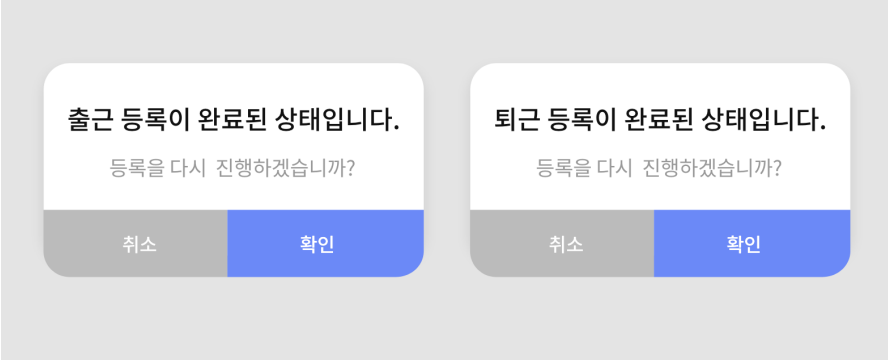 출근 등록이 완료된 상태입니다.
등록을 다시  진행하겠습니까?
취소
확인
퇴근 등록이 완료된 상태입니다.
등록을 다시  진행하겠습니까?
취소
확인